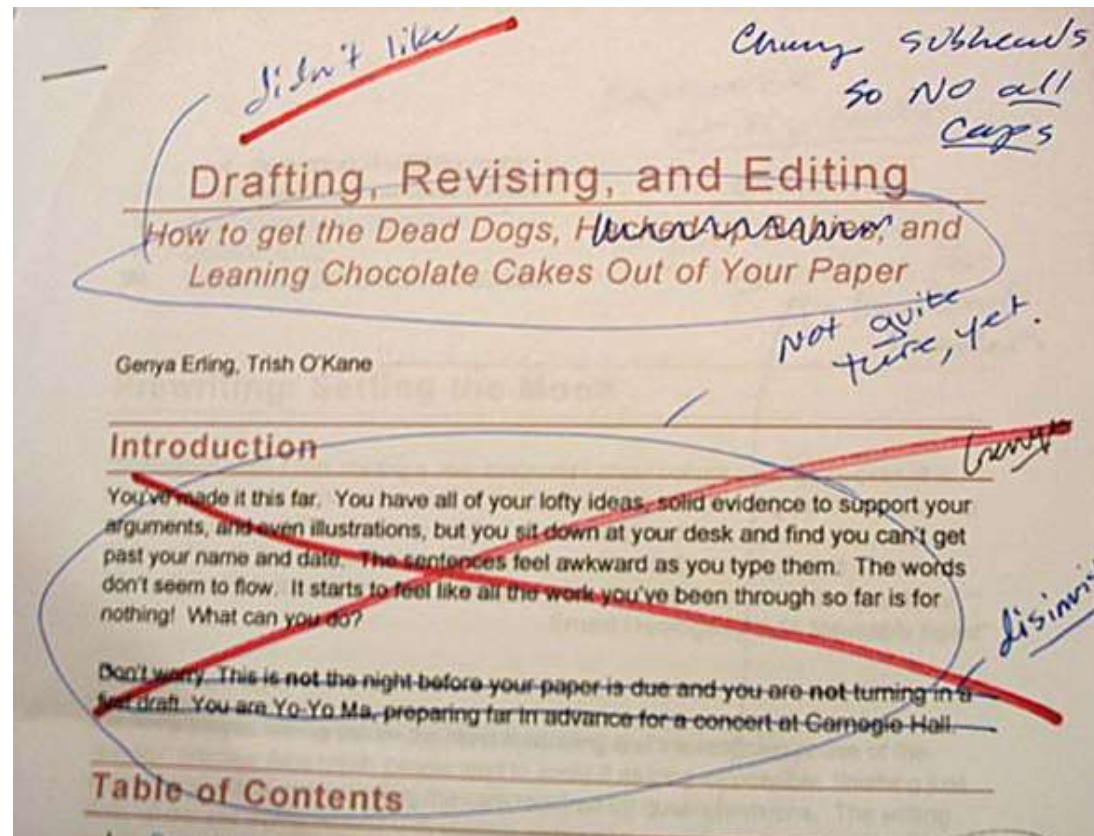 didn't like
Chang subheads
so NO all
caps
Drafting, Revising, and Editing
How to get the Dead Dogs, Hacked up Babies, and
Leaning Chocolate Cakes Out of Your Paper
Not quite
ture, yet.
Genya Erling, Trish O'Kane
Introduction
You've made it this far. You have all of your lofty ideas, solid evidence to support your
arguments, and even illustrations, but you sit down at your desk and find you can't get
past your name and date. The sentences feel awkward as you type them. The words
don't seem to flow. It starts to feel like all the work you've been through so far is for
nothing! What can you do?
Don't worry. This is not the night before your paper is due and you are not turning in a
first draft. You are Yo-Yo Ma, preparing far in advance for a concert at Carnegie Hall.
Table of Contents